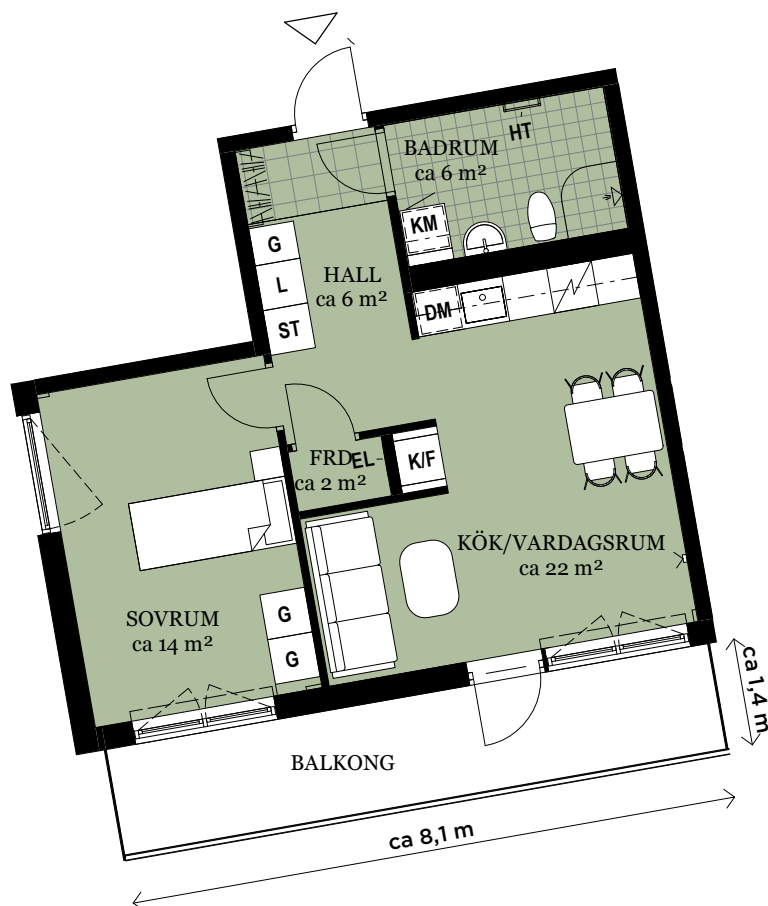 HT
BADRUM
ca 6 m²
KM
G
L
ST
HALL
ca 6 m²
DM
FRD
ca 2 m²
EL
K/F
KÖK/VARDAGSRUM
ca 22 m²
SOVRUM
ca 14 m²
G
G
ca 1,4 m
BALKONG
ca 8,1 m